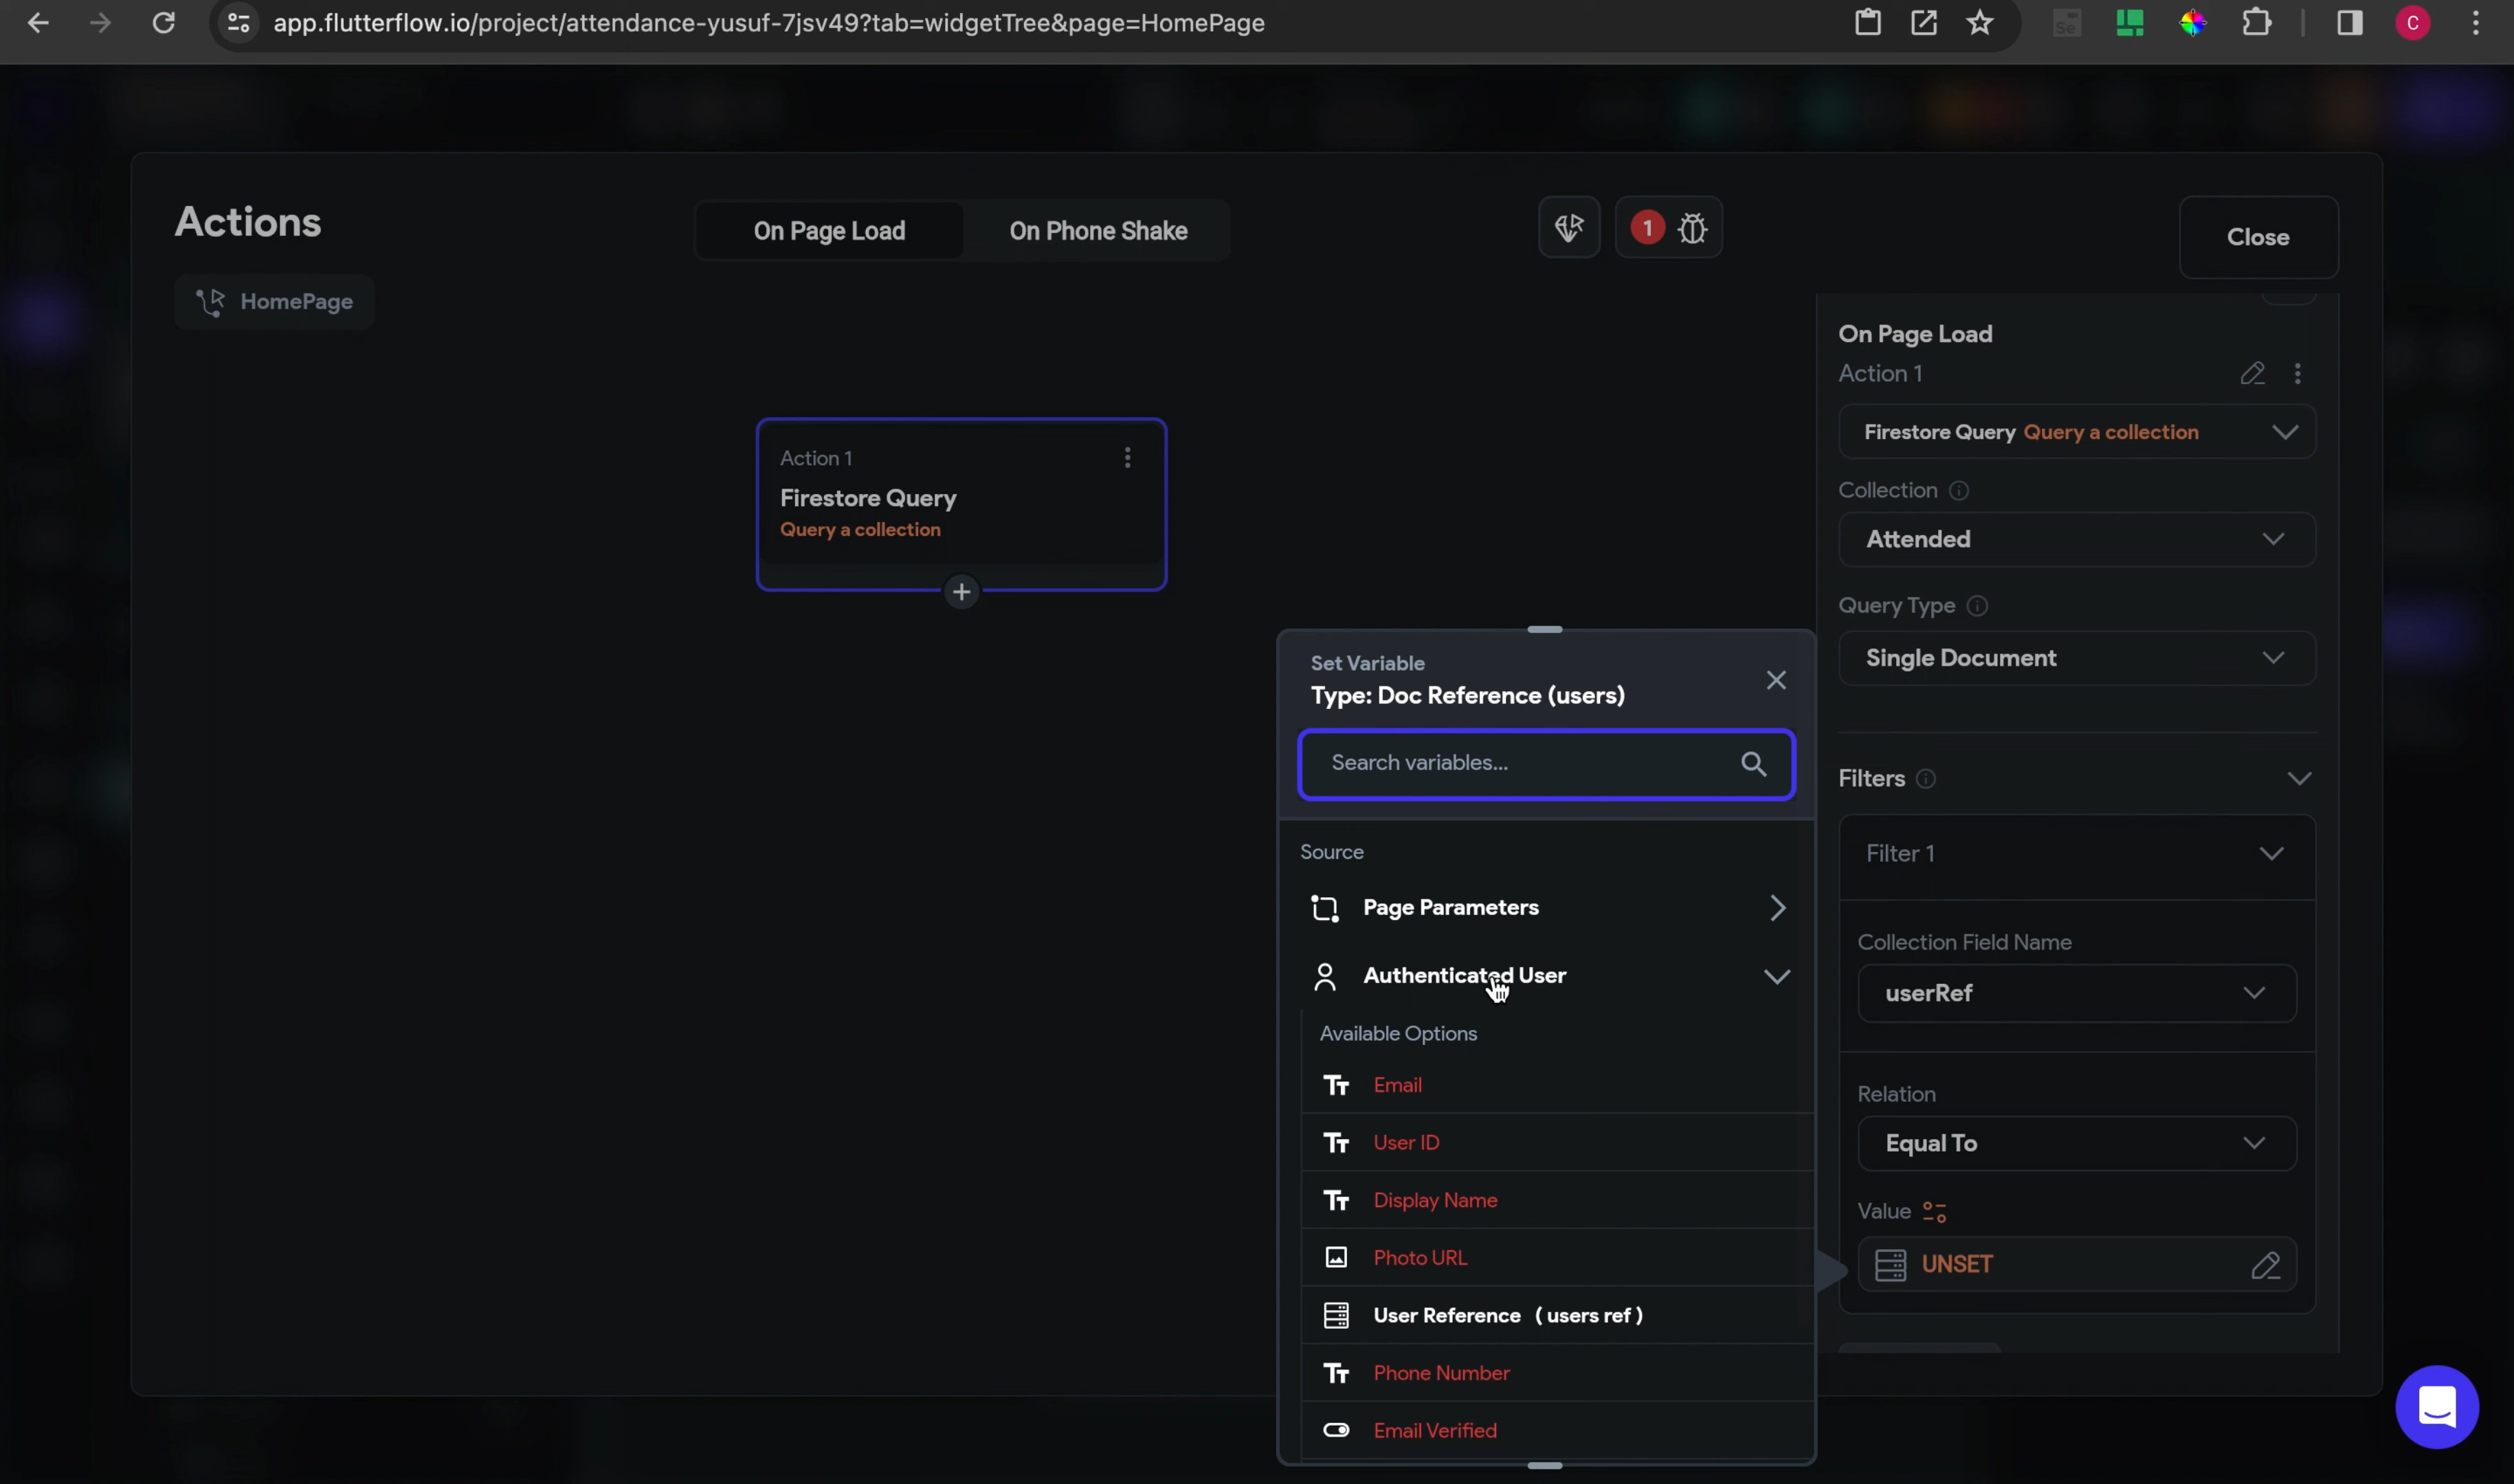 app.flutterflow.io/project/attendance-yusuf-7jsv49?tab=widgetTree&page=HomePage
Se
C
Actions
On Page Load
On Phone Shake
1
Close
HomePage
Action 1
Firestore Query
Query a collection
On Page Load
Action 1
Firestore Query Query a collection
Collection
Attended
Query Type
Single Document
Filters
Filter 1
Collection Field Name
userRef
Relation
Equal To
Value
UNSET
Set Variable
Type: Doc Reference (users)
Search variables...
Source
Page Parameters
Authenticated User
Available Options
Email
User ID
Display Name
Photo URL
User Reference ( users ref )
Phone Number
Email Verified